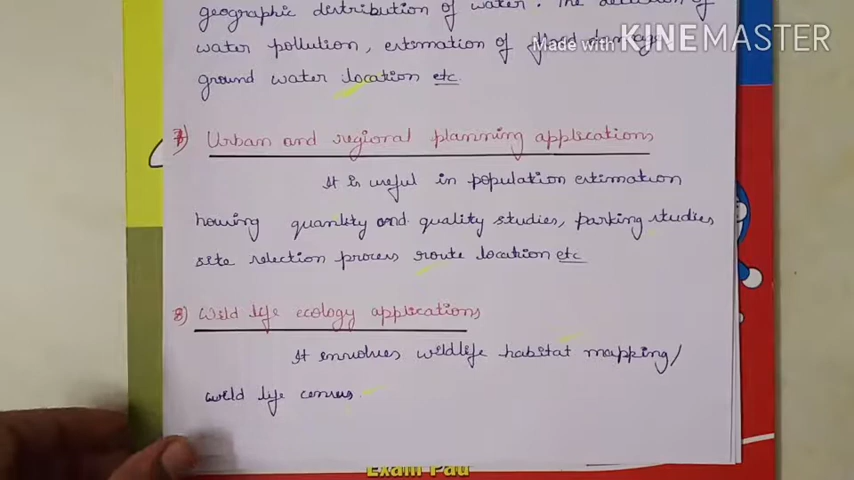 geographic distribution of water. The detection of
water pollution, estimation of flood damage
Made with KINEMASTER
ground water location etc.
7) Urban and regional planning applications
It is useful in population estimation
housing quantity and quality studies, parking studies
site selection process route location etc
8) Wild life ecology applications
It involves wildlife habitat mapping/
wild life census.
Exam Pad